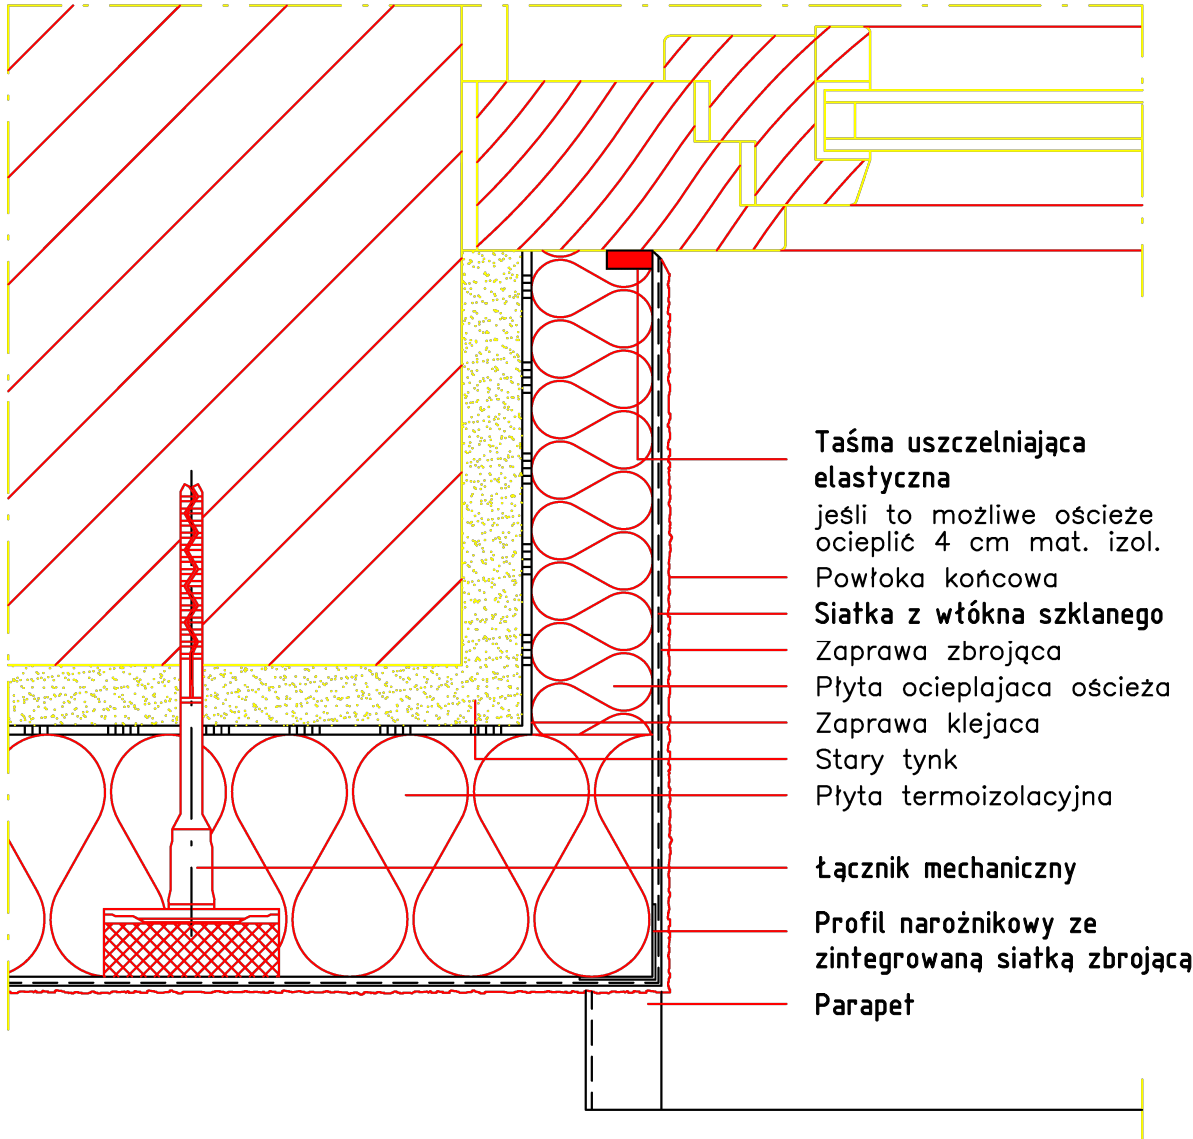 Taśma uszczelniająca
elastyczna
jeśli to możliwe ościeże
ocieplić 4 cm mat. izol.
Powłoka końcowa
Siatka z włókna szklanego
Zaprawa zbrojąca
Płyta ocieplajaca ościeża
Zaprawa klejaca
Stary tynk
Płyta termoizolacyjna
Łącznik mechaniczny
Profil narożnikowy ze
zintegrowaną siatką zbrojącą
Parapet